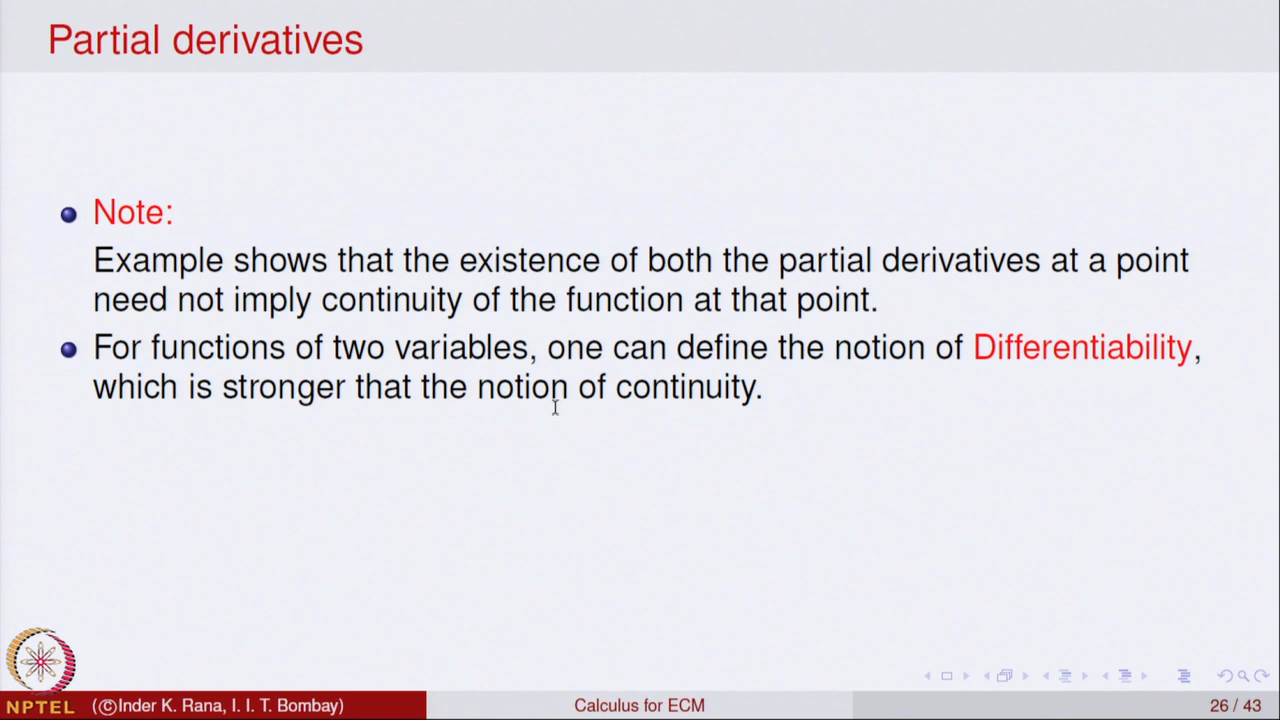 Partial derivatives
Note:
Example shows that the existence of both the partial derivatives at a point
need not imply continuity of the function at that point.
For functions of two variables, one can define the notion of Differentiability,
which is stronger that the notion of continuity.
NPTEL
(©Inder K. Rana, I. I. T. Bombay)
Calculus for ECM
26 / 43